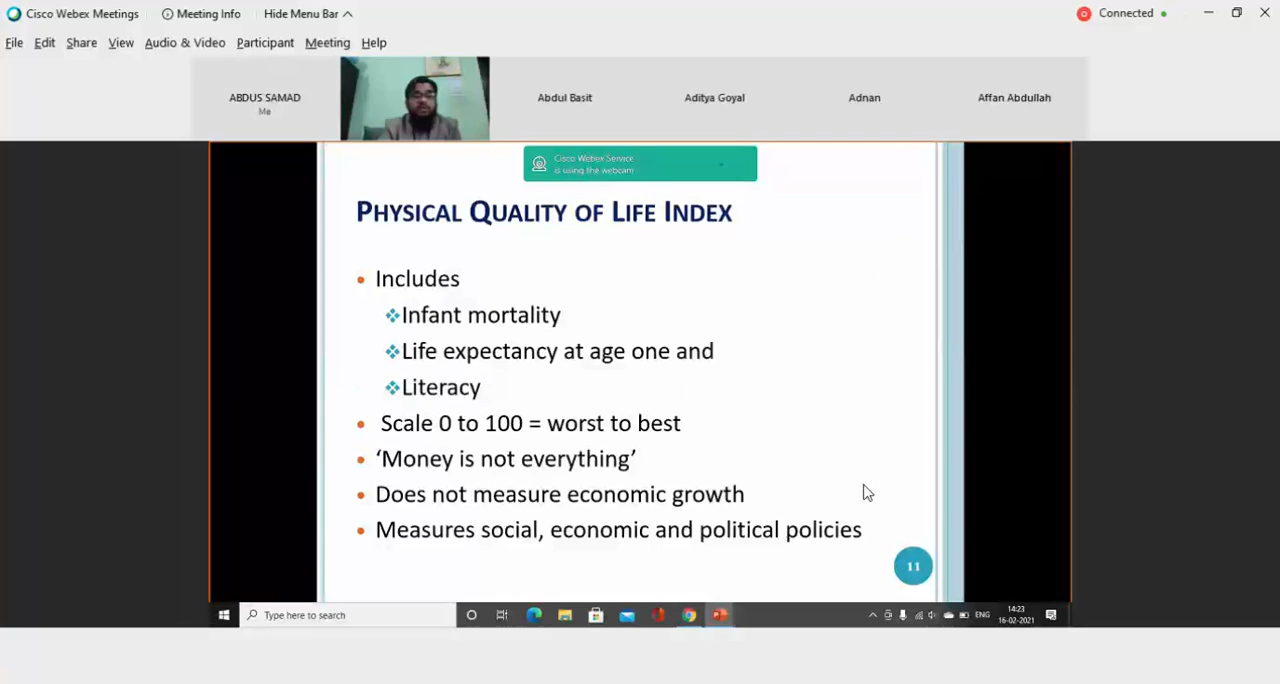 Cisco Webex Meetings Meeting Info Hide Menu Bar Connected
File Edit Share View Audio & Video Participant Meeting Help
ABDUS SAMAD
Me
Abdul Basit
Aditya Goyal
Adnan
Affan Abdullah
Cisco Webex Service
is using the webcam
PHYSICAL QUALITY OF LIFE INDEX
• Includes
❖Infant mortality
❖Life expectancy at age one and
❖Literacy
• Scale 0 to 100 = worst to best
• ‘Money is not everything’
• Does not measure economic growth
• Measures social, economic and political policies
11
Type here to search
ENG
14:23
16-02-2021